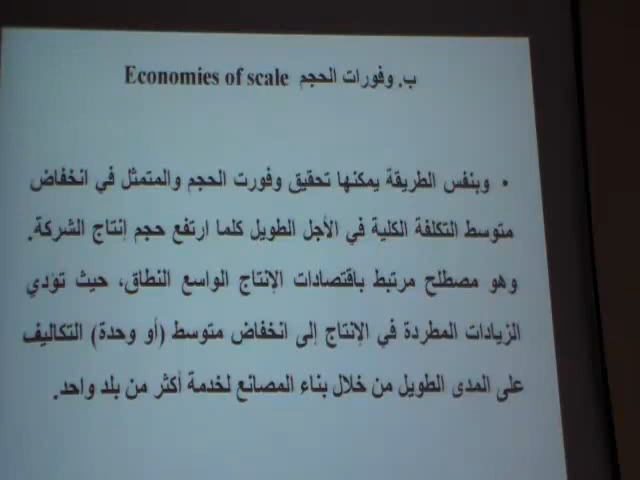 ب. وفورات الحجم Economies of scale
• وبنفس الطريقة يمكنها تحقيق وفورت الحجم والمتمثل في انخفاض
متوسط التكلفة الكلية في الأجل الطويل كلما ارتفع حجم إنتاج الشركة.
وهو مصطلح مرتبط باقتصادات الإنتاج الواسع النطاق، حيث تؤدي
الزيادات المطردة في الإنتاج إلى انخفاض متوسط (أو وحدة) التكاليف
على المدى الطويل من خلال بناء المصانع لخدمة أكثر من بلد واحد.